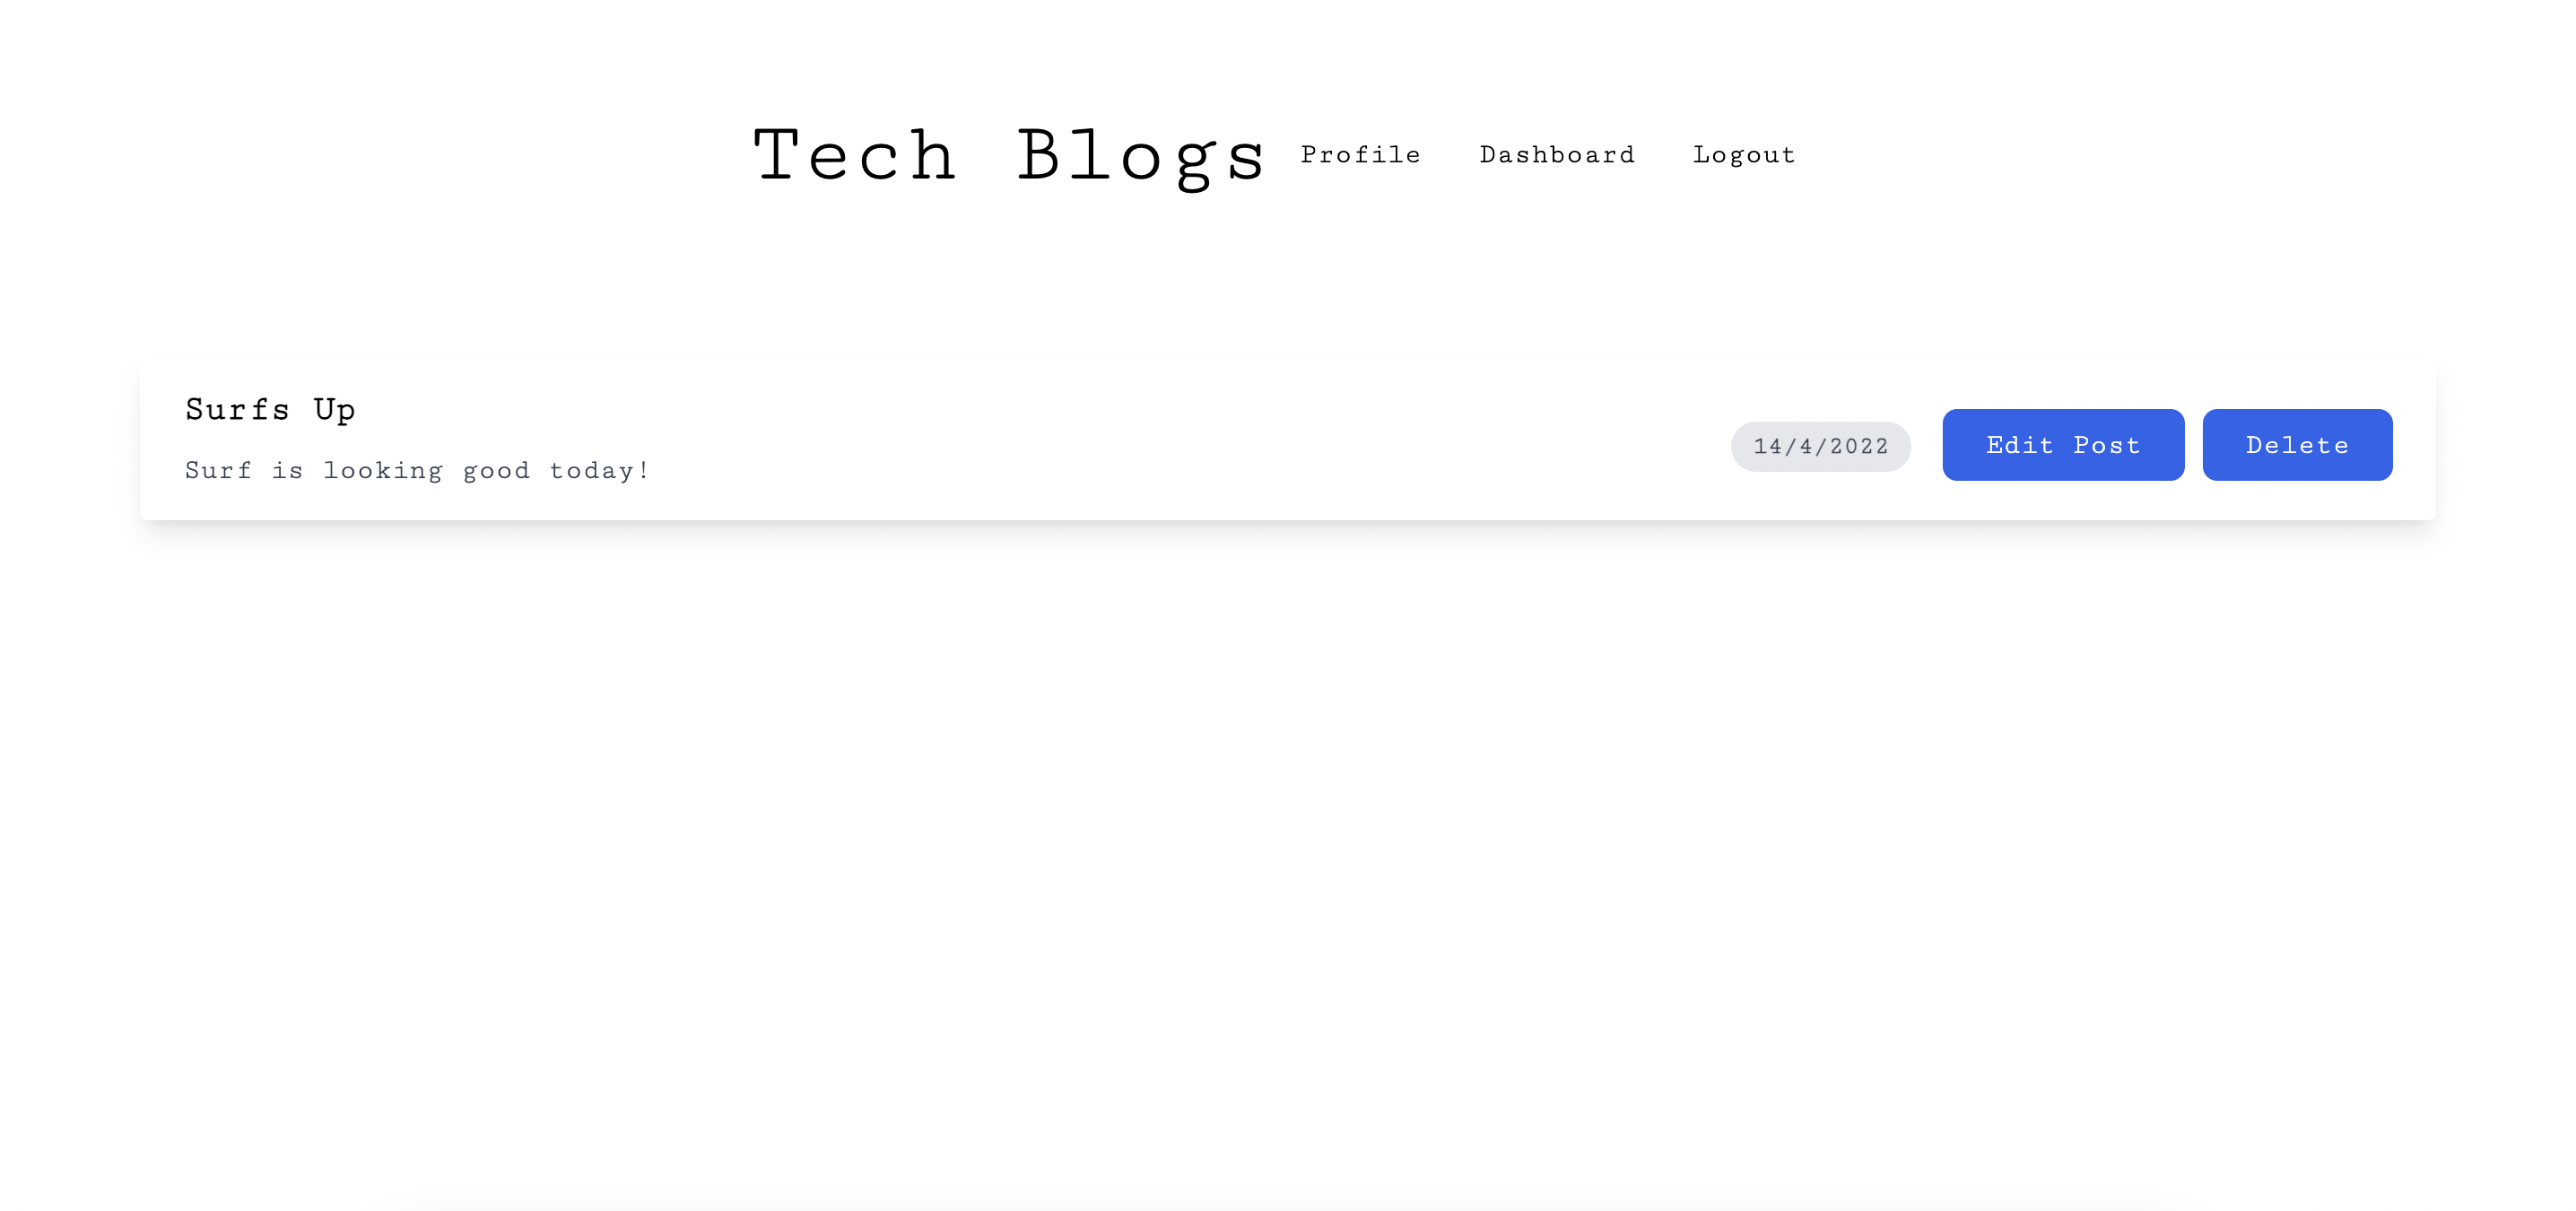 Tech Blogs Profile Dashboard Logout
Surfs Up
Surf is looking good today!
14/4/2022 Edit Post Delete